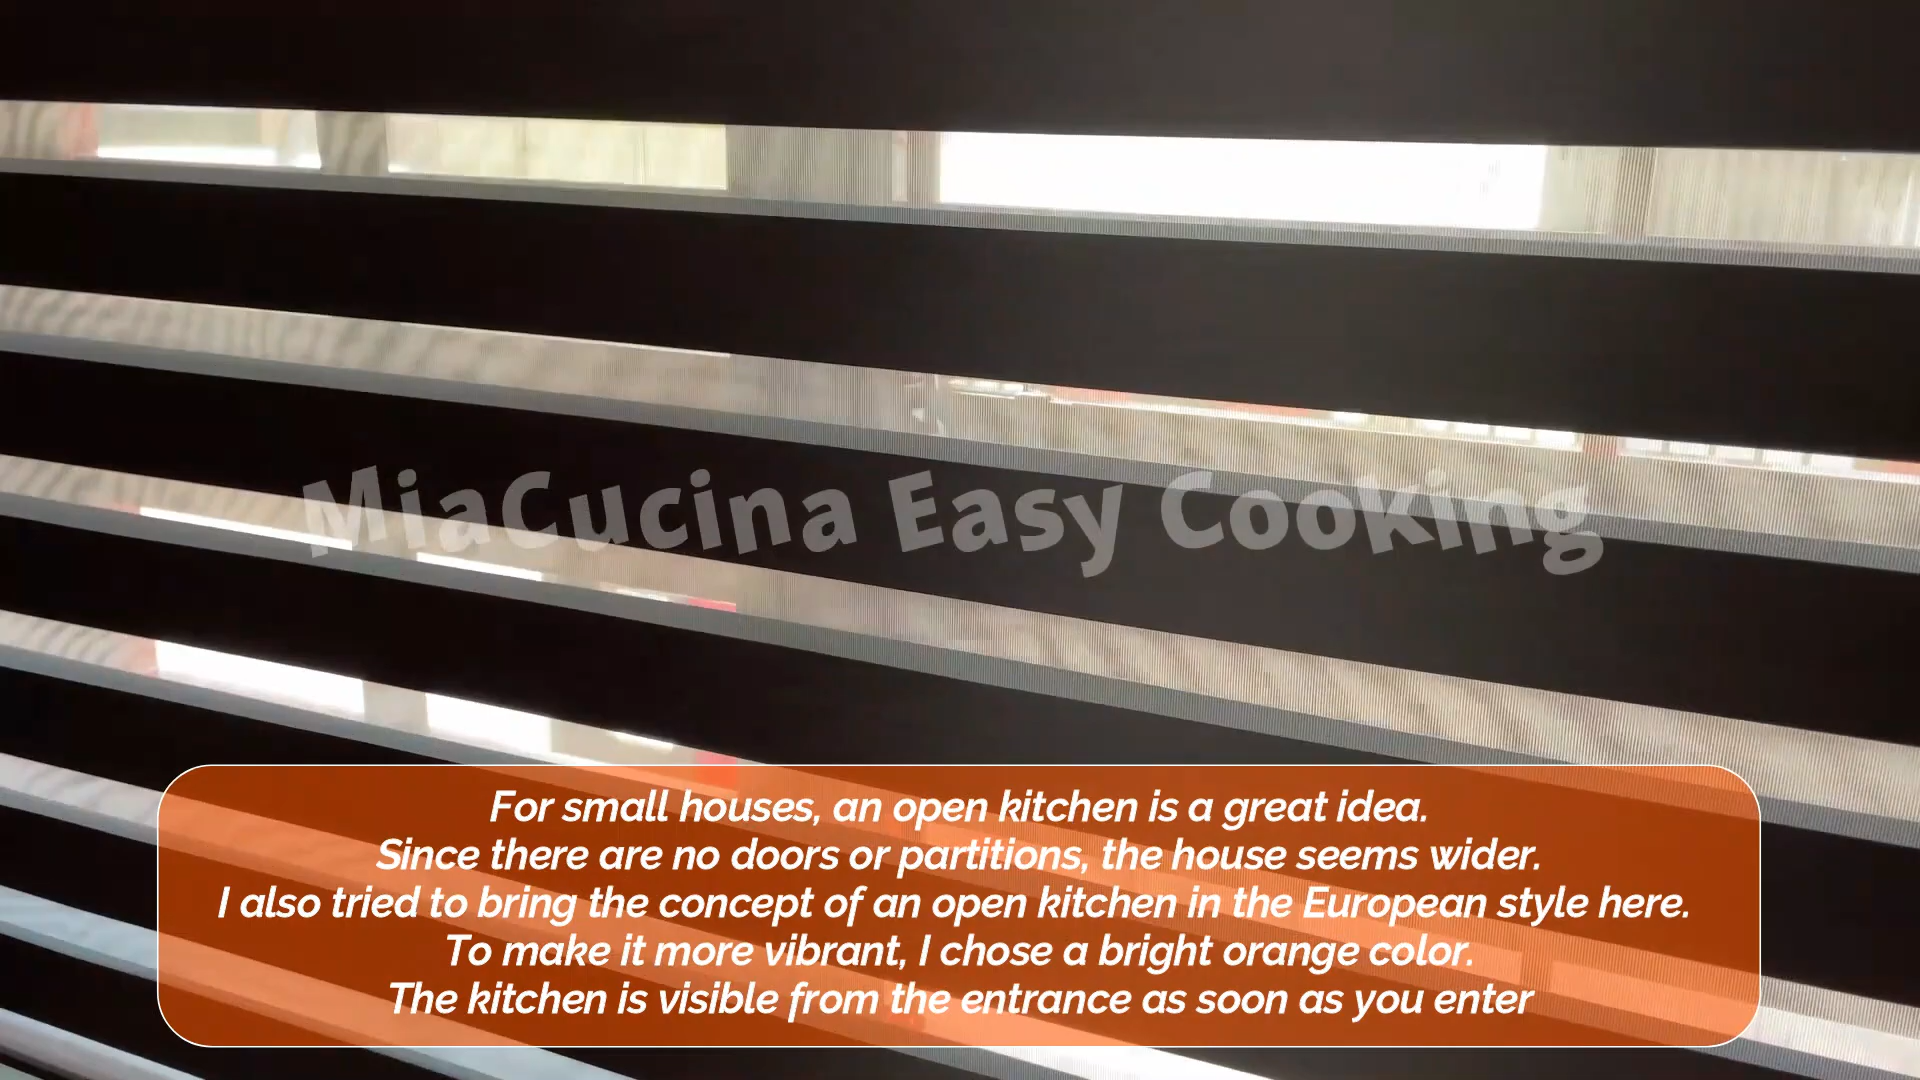 MiaCucina Easy Cooking
For small houses, an open kitchen is a great idea.
Since there are no doors or partitions, the house seems wider.
I also tried to bring the concept of an open kitchen in the European style here.
To make it more vibrant, I chose a bright orange color.
The kitchen is visible from the entrance as soon as you enter